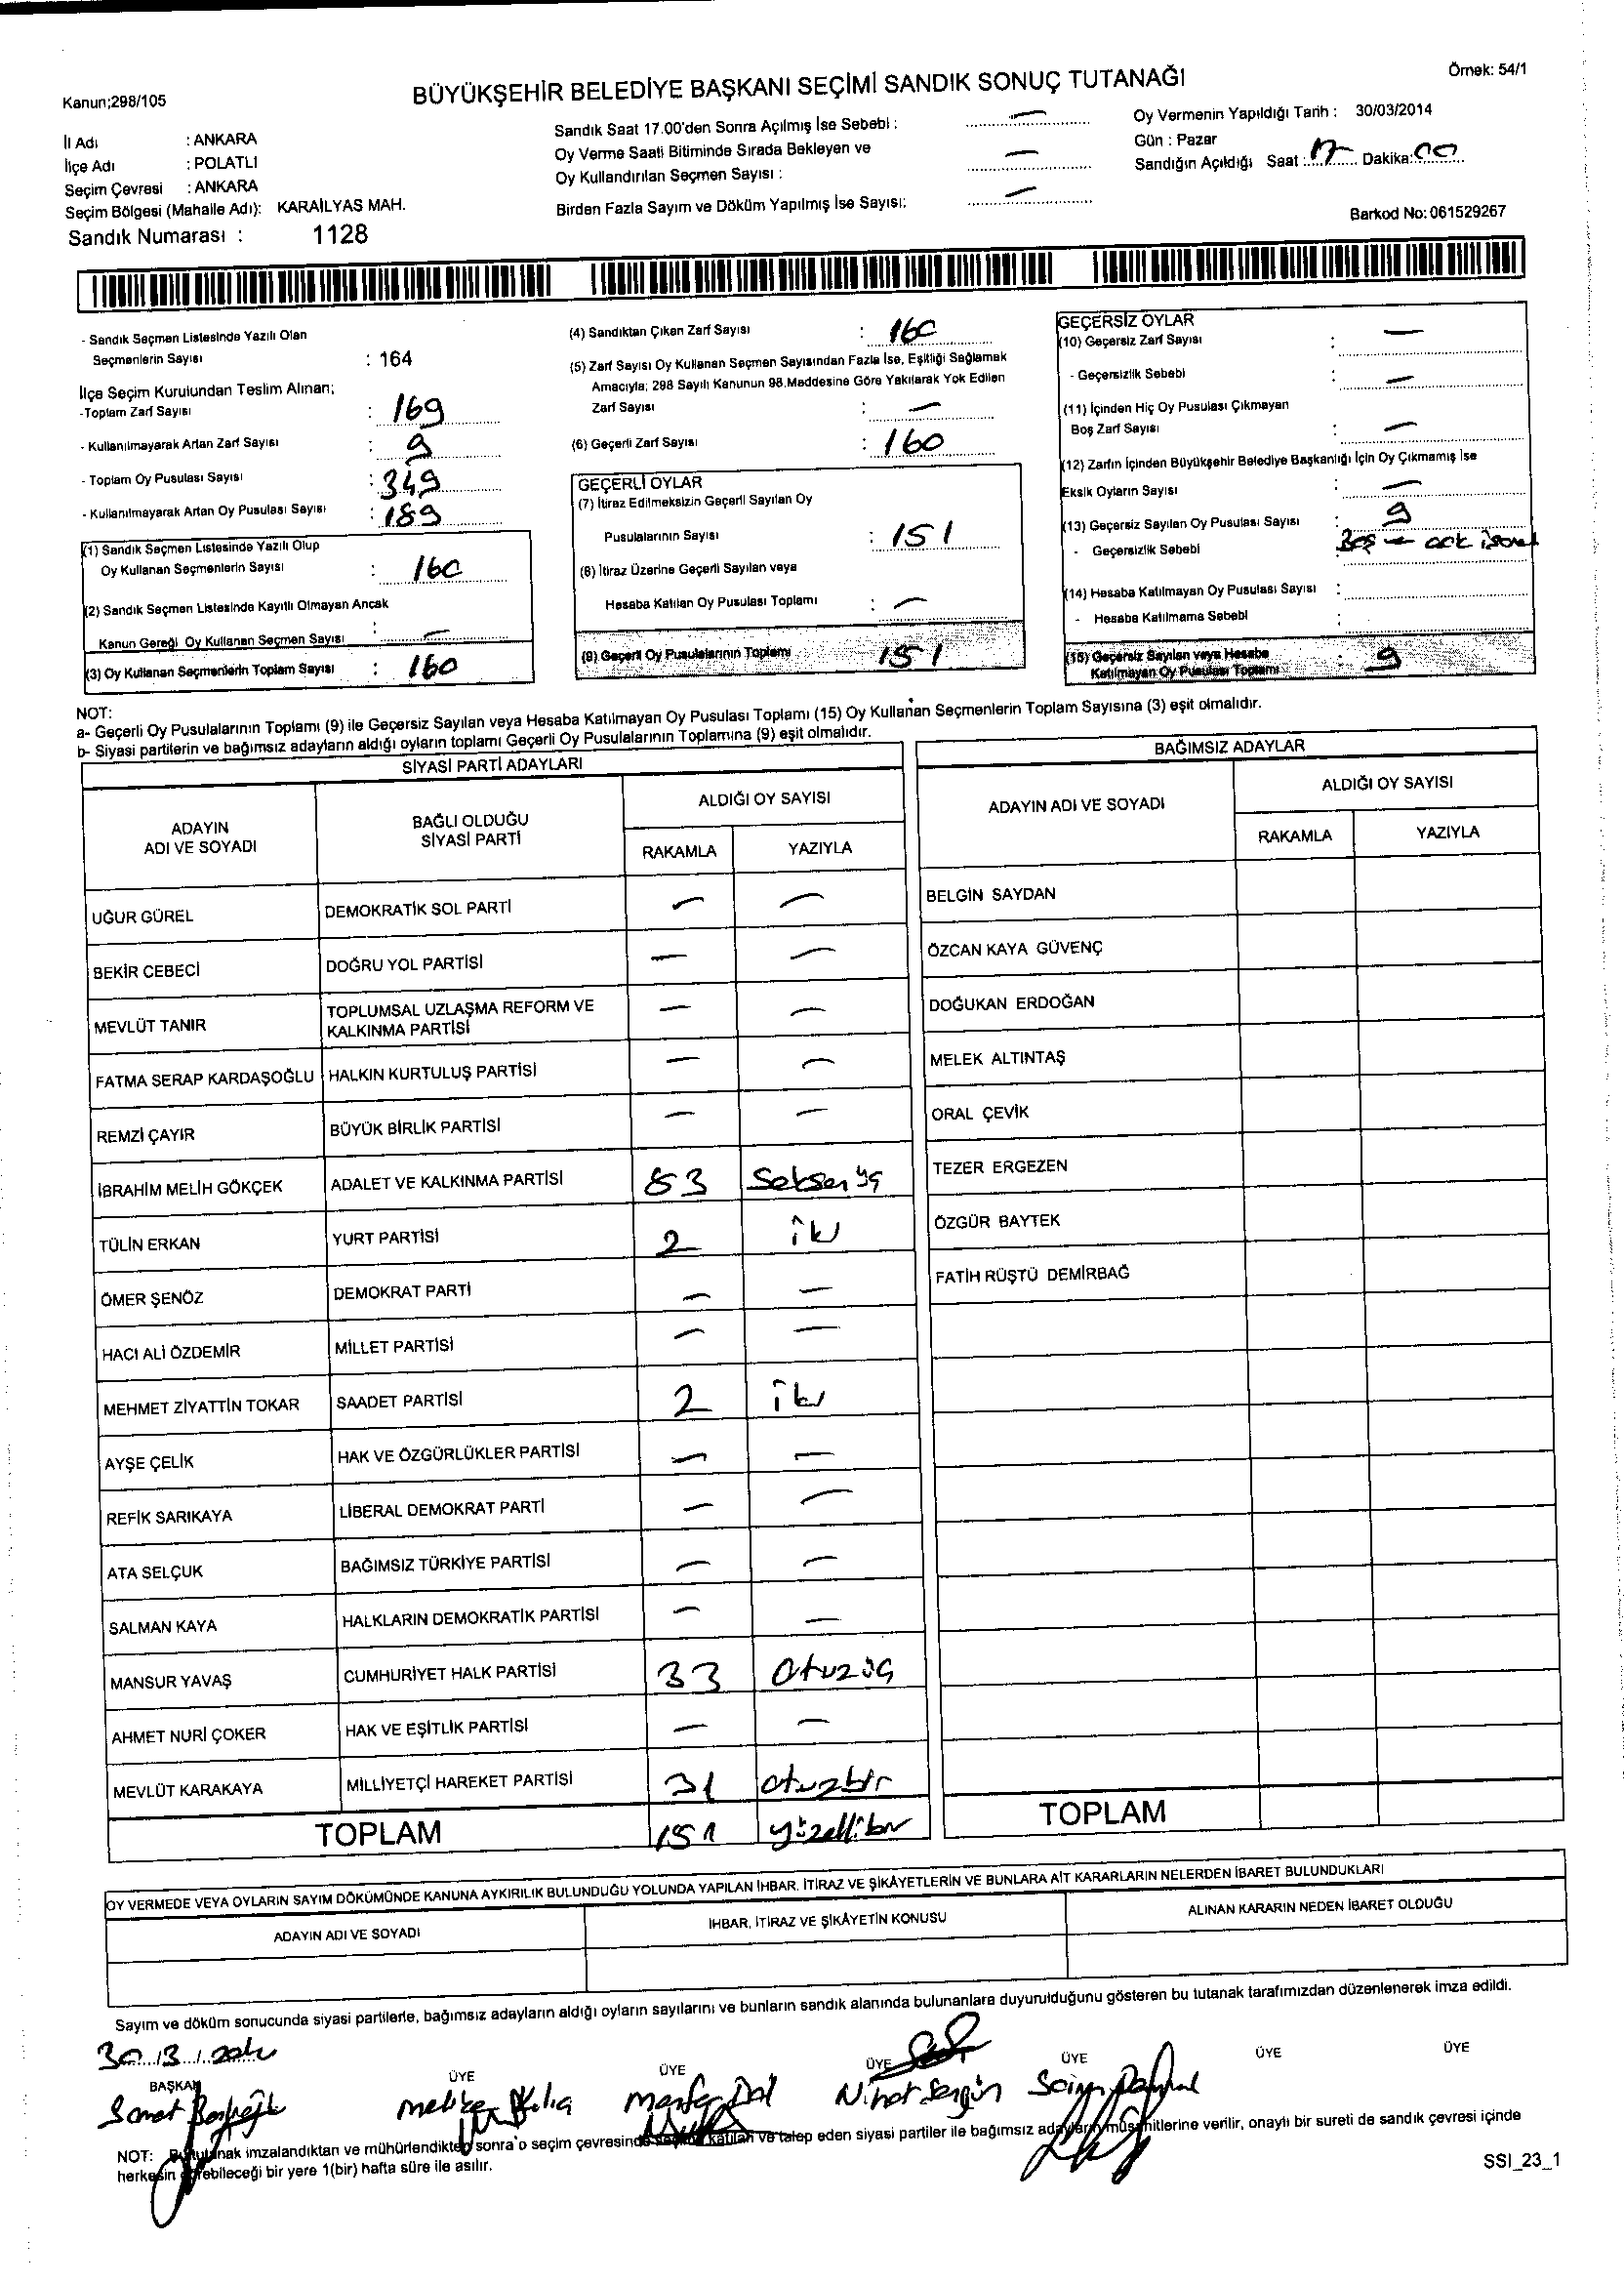 Örnek: 54/1
Kanun;298/105
BÜYÜKŞEHİR BELEDİYE BAŞKANI SEÇİMİ SANDIK SONUÇ TUTANAĞI
İl Adı : ANKARA
İlçe Adı : POLATLI
Seçim Çevresi : ANKARA
Seçim Bölgesi (Mahalle Adı): KARAİLYAS MAH.
Sandık Numarası : 1128
Sandık Saat 17.00'den Sonra Açılmış İse Sebebi : —
Oy Verme Saati Bitiminde Sırada Bekleyen ve
Oy Kullandırılan Seçmen Sayısı : —
Birden Fazla Sayım ve Döküm Yapılmış İse Sayısı: —
Oy Vermenin Yapıldığı Tarih : 30/03/2014
Gün : Pazar
Sandığın Açıldığı Saat : 17 Dakika: 00
Barkod No: 061529267
- Sandık Seçmen Listesinde Yazılı Olan
Seçmenlerin Sayısı : 164
İlçe Seçim Kurulundan Teslim Alınan;
-Toplam Zarf Sayısı : 169
- Kullanılmayarak Artan Zarf Sayısı : 9
- Toplam Oy Pusulası Sayısı : 349
- Kullanılmayarak Artan Oy Pusulası Sayısı : 189
(1) Sandık Seçmen Listesinde Yazılı Olup
Oy Kullanan Seçmenlerin Sayısı : 160
(2) Sandık Seçmen Listesinde Kayıtlı Olmayan Ancak
Kanun Gereği Oy Kullanan Seçmen Sayısı : —
(3) Oy Kullanan Seçmenlerin Toplam Sayısı : 160
(4) Sandıktan Çıkan Zarf Sayısı : 160
(5) Zarf Sayısı Oy Kullanan Seçmen Sayısından Fazla İse, Eşitliği Sağlamak
Amacıyla; 298 Sayılı Kanunun 98.Maddesine Göre Yakılarak Yok Edilen
Zarf Sayısı : —
(6) Geçerli Zarf Sayısı : 160
GEÇERLİ OYLAR
(7) İtiraz Edilmeksizin Geçerli Sayılan Oy
Pusulalarının Sayısı : 151
(8) İtiraz Üzerine Geçerli Sayılan veya
Hesaba Katılan Oy Pusulası Toplamı : —
(9) Geçerli Oy Pusulalarının Toplamı 151
GEÇERSİZ OYLAR
(10) Geçersiz Zarf Sayısı : —
- Geçersizlik Sebebi : —
(11) İçinden Hiç Oy Pusulası Çıkmayan
Boş Zarf Sayısı : —
(12) Zarfın İçinden Büyükşehir Belediye Başkanlığı İçin Oy Çıkmamış İse
Eksik Oyların Sayısı : —
(13) Geçersiz Sayılan Oy Pusulası Sayısı : 9
- Geçersizlik Sebebi Boş
(14) Hesaba Katılmayan Oy Pusulası Sayısı :
- Hesaba Katılmama Sebebi :
(15) Geçersiz Sayılan veya Hesaba
Katılmayan Oy Pusulası Toplamı : 9
NOT:
a- Geçerli Oy Pusulalarının Toplamı (9) ile Geçersiz Sayılan veya Hesaba Katılmayan Oy Pusulası Toplamı (15) Oy Kullanan Seçmenlerin Toplam Sayısına (3) eşit olmalıdır.
b- Siyasi partilerin ve bağımsız adayların aldığı oyların toplamı Geçerli Oy Pusulalarının Toplamına (9) eşit olmalıdır.
SİYASİ PARTİ ADAYLARI
ADAYIN
ADI VE SOYADI
BAĞLI OLDUĞU
SİYASİ PARTİ
ALDIĞI OY SAYISI
RAKAMLA YAZIYLA
UĞUR GÜREL DEMOKRATİK SOL PARTİ — —
BEKİR CEBECİ DOĞRU YOL PARTİSİ — —
MEVLÜT TANIR TOPLUMSAL UZLAŞMA REFORM VE
KALKINMA PARTİSİ — —
FATMA SERAP KARDAŞOĞLU HALKIN KURTULUŞ PARTİSİ — —
REMZİ ÇAYIR BÜYÜK BİRLİK PARTİSİ — —
İBRAHİM MELİH GÖKÇEK ADALET VE KALKINMA PARTİSİ 83 Seksen üç
TÜLİN ERKAN YURT PARTİSİ 2 iki
ÖMER ŞENÖZ DEMOKRAT PARTİ — —
HACI ALİ ÖZDEMİR MİLLET PARTİSİ — —
MEHMET ZİYATTİN TOKAR SAADET PARTİSİ 2 iki
AYŞE ÇELİK HAK VE ÖZGÜRLÜKLER PARTİSİ — —
REFİK SARIKAYA LİBERAL DEMOKRAT PARTİ — —
ATA SELÇUK BAĞIMSIZ TÜRKİYE PARTİSİ — —
SALMAN KAYA HALKLARIN DEMOKRATİK PARTİSİ — —
MANSUR YAVAŞ CUMHURİYET HALK PARTİSİ 33 Otuzüç
AHMET NURİ ÇOKER HAK VE EŞİTLİK PARTİSİ — —
MEVLÜT KARAKAYA MİLLİYETÇİ HAREKET PARTİSİ 31 otuzbir
TOPLAM 151 yüzellibir
BAĞIMSIZ ADAYLAR
ADAYIN ADI VE SOYADI
ALDIĞI OY SAYISI
RAKAMLA YAZIYLA
BELGİN SAYDAN
ÖZCAN KAYA GÜVENÇ
DOĞUKAN ERDOĞAN
MELEK ALTINTAŞ
ORAL ÇEVİK
TEZER ERGEZEN
ÖZGÜR BAYTEK
FATİH RÜŞTÜ DEMİRBAĞ
TOPLAM
OY VERMEDE VEYA OYLARIN SAYIM DÖKÜMÜNDE KANUNA AYKIRILIK BULUNDUĞU YOLUNDA YAPILAN İHBAR, İTİRAZ VE ŞİKÂYETLERİN VE BUNLARA AİT KARARLARIN NELERDEN İBARET BULUNDUKLARI
ADAYIN ADI VE SOYADI İHBAR, İTİRAZ VE ŞİKÂYETİN KONUSU ALINAN KARARIN NEDEN İBARET OLDUĞU
Sayım ve döküm sonucunda siyasi partilerle, bağımsız adayların aldığı oyların sayılarını ve bunların sandık alanında bulunanlara duyurulduğunu gösteren bu tutanak tarafımızdan düzenlenerek imza edildi.
30/3/2014
BAŞKAN ÜYE ÜYE ÜYE ÜYE ÜYE ÜYE
Nihat Sergün
NOT: Bu tutanak imzalandıktan ve mühürlendikten sonra o seçim çevresinde seçime katılan ve talep eden siyasi partiler ile bağımsız adayların müşahitlerine verilir, onaylı bir sureti de sandık çevresi içinde
herkesin görebileceği bir yere 1(bir) hafta süre ile asılır.
SSI_23_1